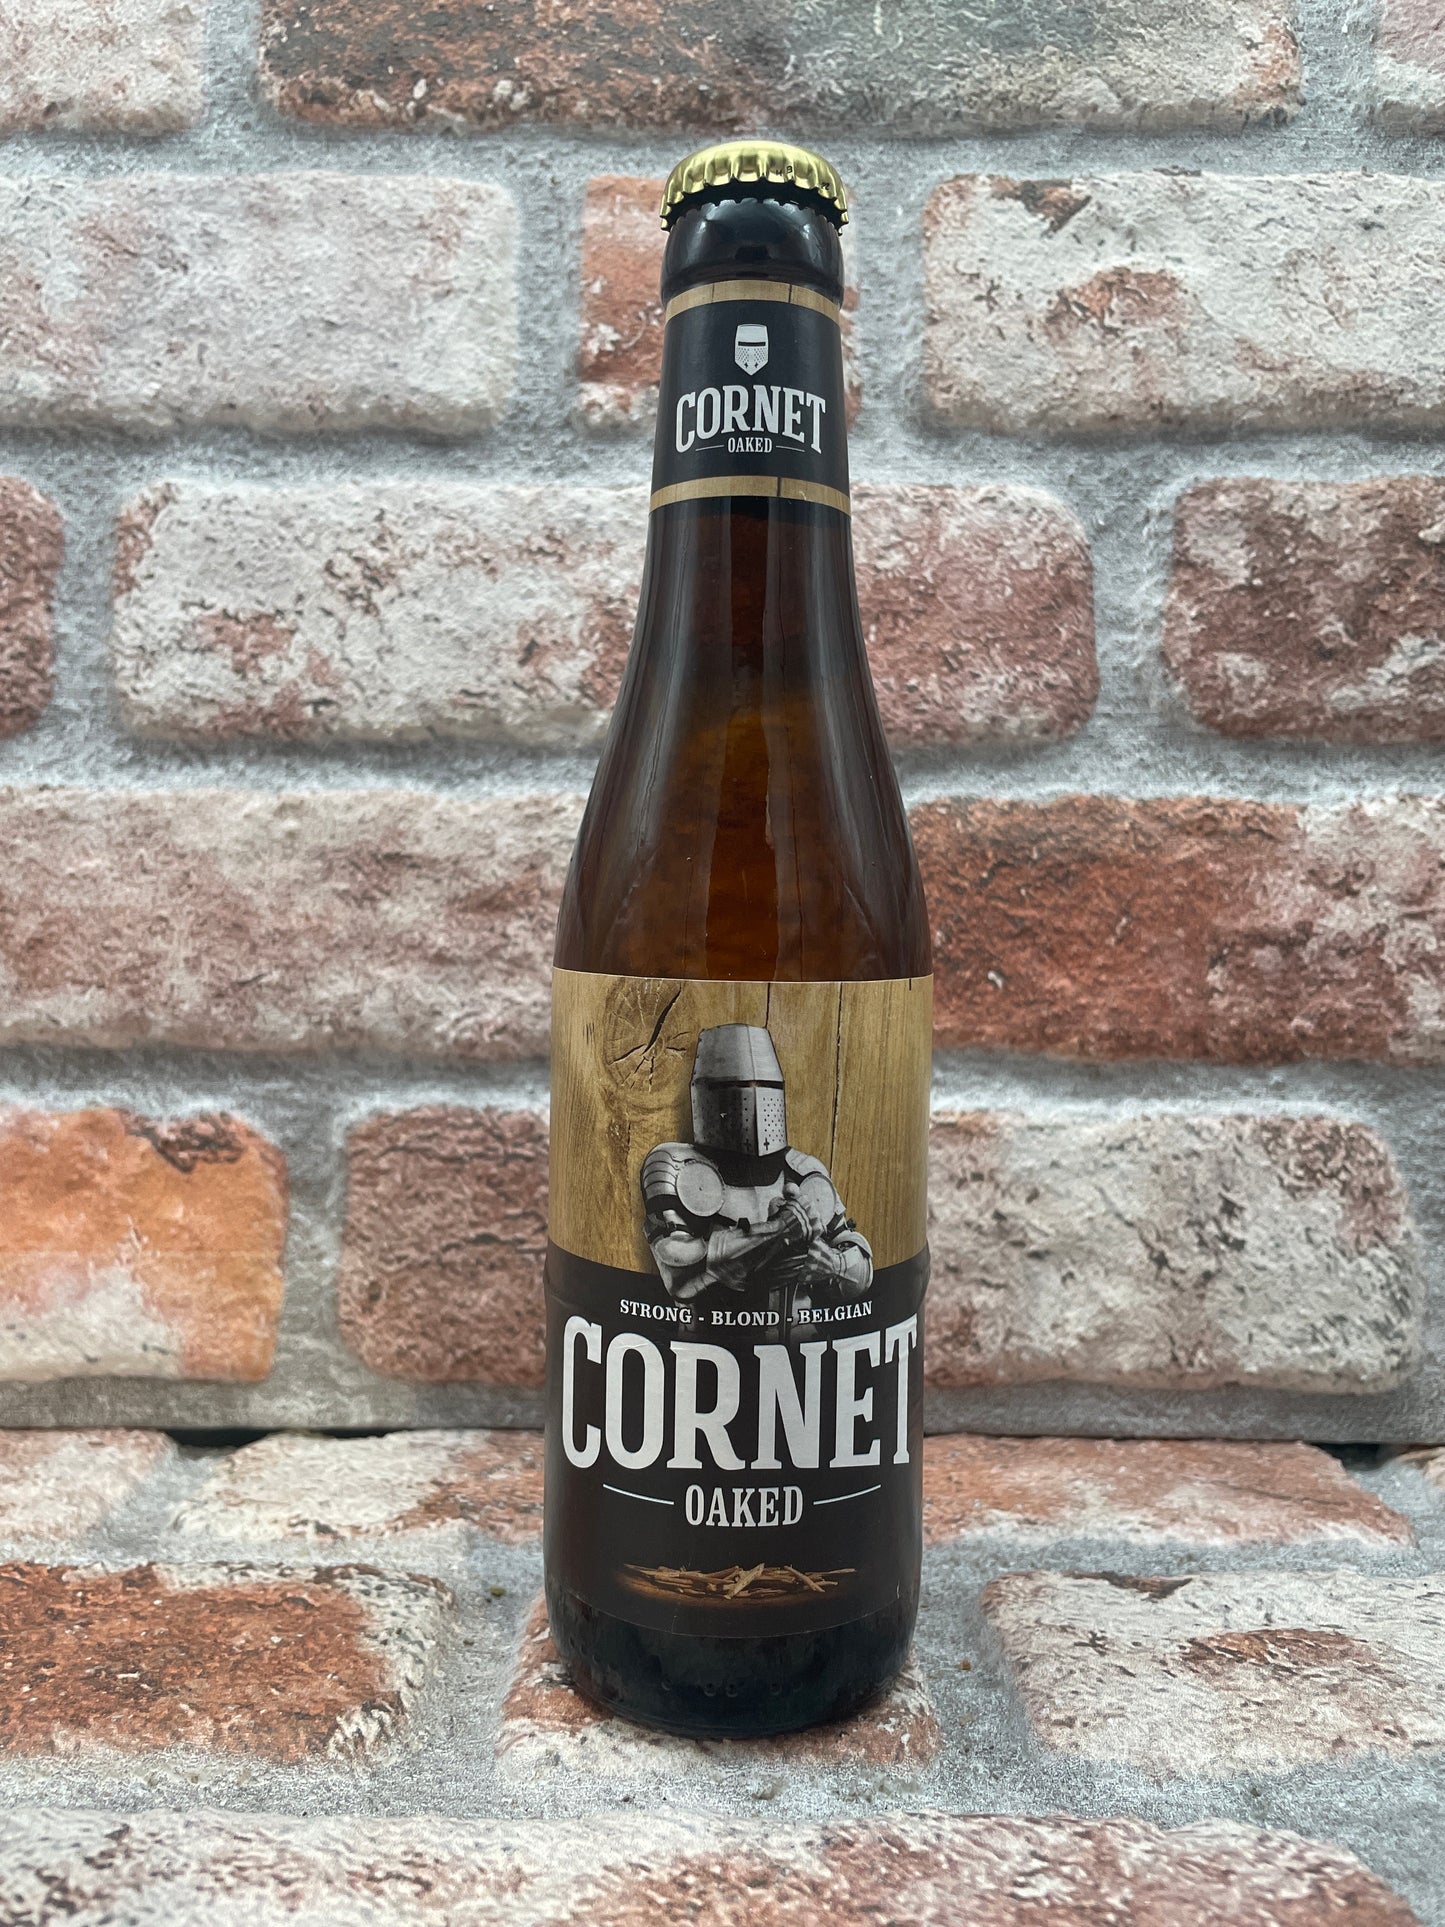 CORNET
OAKED
STRONG - BLOND - BELGIAN
CORNET
OAKED